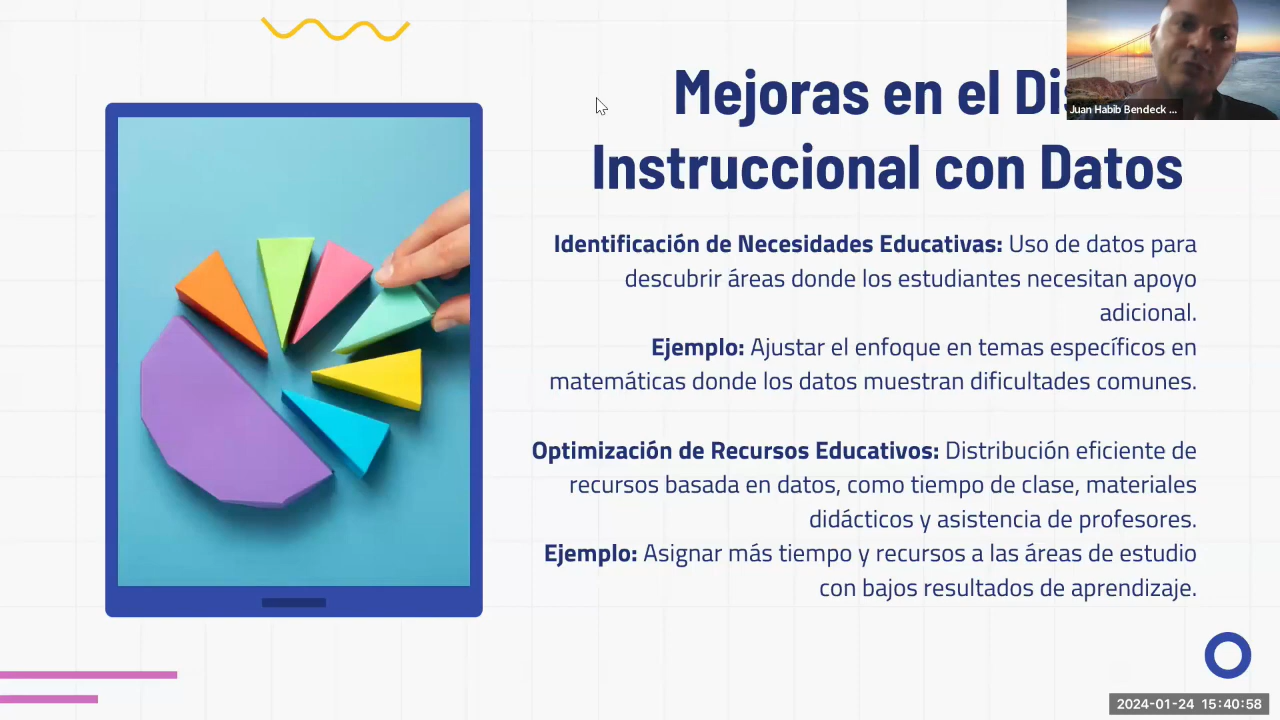 Mejoras en el Di
Instruccional con Datos
Juan Habib Bendeck ...
Identificación de Necesidades Educativas: Uso de datos para
descubrir áreas donde los estudiantes necesitan apoyo
adicional.
Ejemplo: Ajustar el enfoque en temas específicos en
matemáticas donde los datos muestran dificultades comunes.
Optimización de Recursos Educativos: Distribución eficiente de
recursos basada en datos, como tiempo de clase, materiales
didácticos y asistencia de profesores.
Ejemplo: Asignar más tiempo y recursos a las áreas de estudio
con bajos resultados de aprendizaje.
2024-01-24 15:40:58